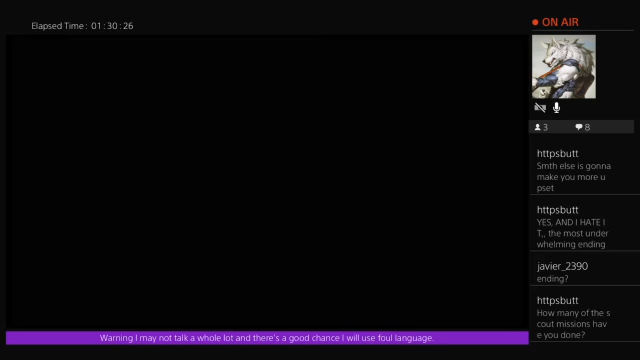 Elapsed Time : 01:30:26
ON AIR
3 8
httpsbutt
Smth else is gonna
make you more u
pset
httpsbutt
YES, AND I HATE I
T,, the most under
whelming ending
javier_2390
ending?
httpsbutt
How many of the s
cout missions hav
e you done?
Warning I may not talk a whole lot and there's a good chance I will use foul language.